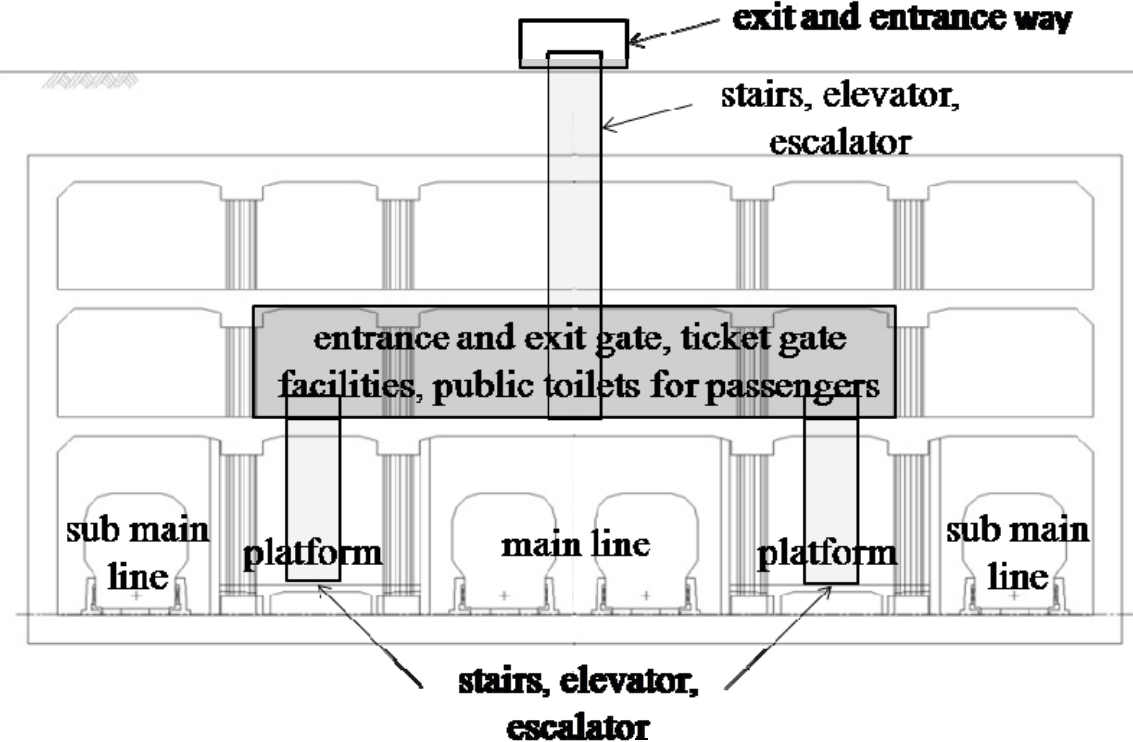 exit and entrance way
stairs, elevator,
escalator
entrance and exit gate, ticket gate
facilities, public toilets for passengers
sub main
line
platform
main line
platform
sub main
line
stairs, elevator,
escalator